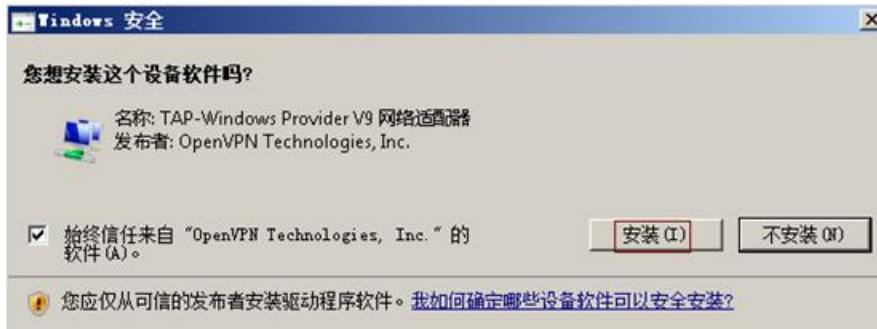 Windows 安全
您想安装这个设备软件吗?
名称: TAP-Windows Provider V9 网络适配器
发布者: OpenVPN Technologies, Inc.
始终信任来自 "OpenVPN Technologies, Inc." 的
软件(A)。
安装(I)
不安装(N)
您应仅从可信的发布者安装驱动程序软件。我如何确定哪些设备软件可以安全安装?